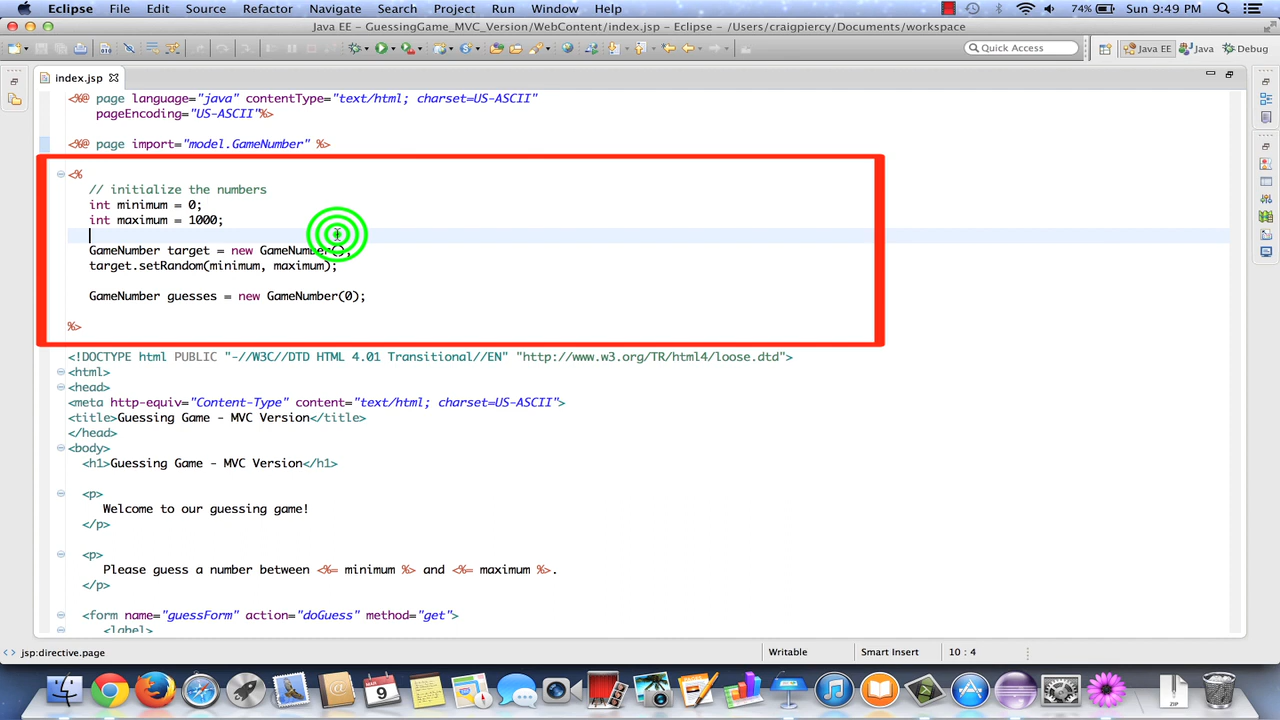 Eclipse File Edit Source Refactor Navigate Search Project Run Window Help 74% Sun 9:49 PM
Java EE – GuessingGame_MVC_Version/WebContent/index.jsp – Eclipse – /Users/craigpiercy/Documents/workspace
Quick Access Java EE Java Debug
index.jsp
<%@ page language="java" contentType="text/html; charset=US-ASCII"
pageEncoding="US-ASCII"%>
<%@ page import="model.GameNumber" %>
<%
// initialize the numbers
int minimum = 0;
int maximum = 1000;
GameNumber target = new GameNumber();
target.setRandom(minimum, maximum);
GameNumber guesses = new GameNumber(0);
%>
<!DOCTYPE html PUBLIC "-//W3C//DTD HTML 4.01 Transitional//EN" "http://www.w3.org/TR/html4/loose.dtd">
<html>
<head>
<meta http-equiv="Content-Type" content="text/html; charset=US-ASCII">
<title>Guessing Game - MVC Version</title>
</head>
<body>
<h1>Guessing Game - MVC Version</h1>
<p>
Welcome to our guessing game!
</p>
<p>
Please guess a number between <%= minimum %> and <%= maximum %>.
</p>
<form name="guessForm" action="doGuess" method="get">
<label>
jsp:directive.page Writable Smart Insert 10 : 4
MAR
9
ZIP